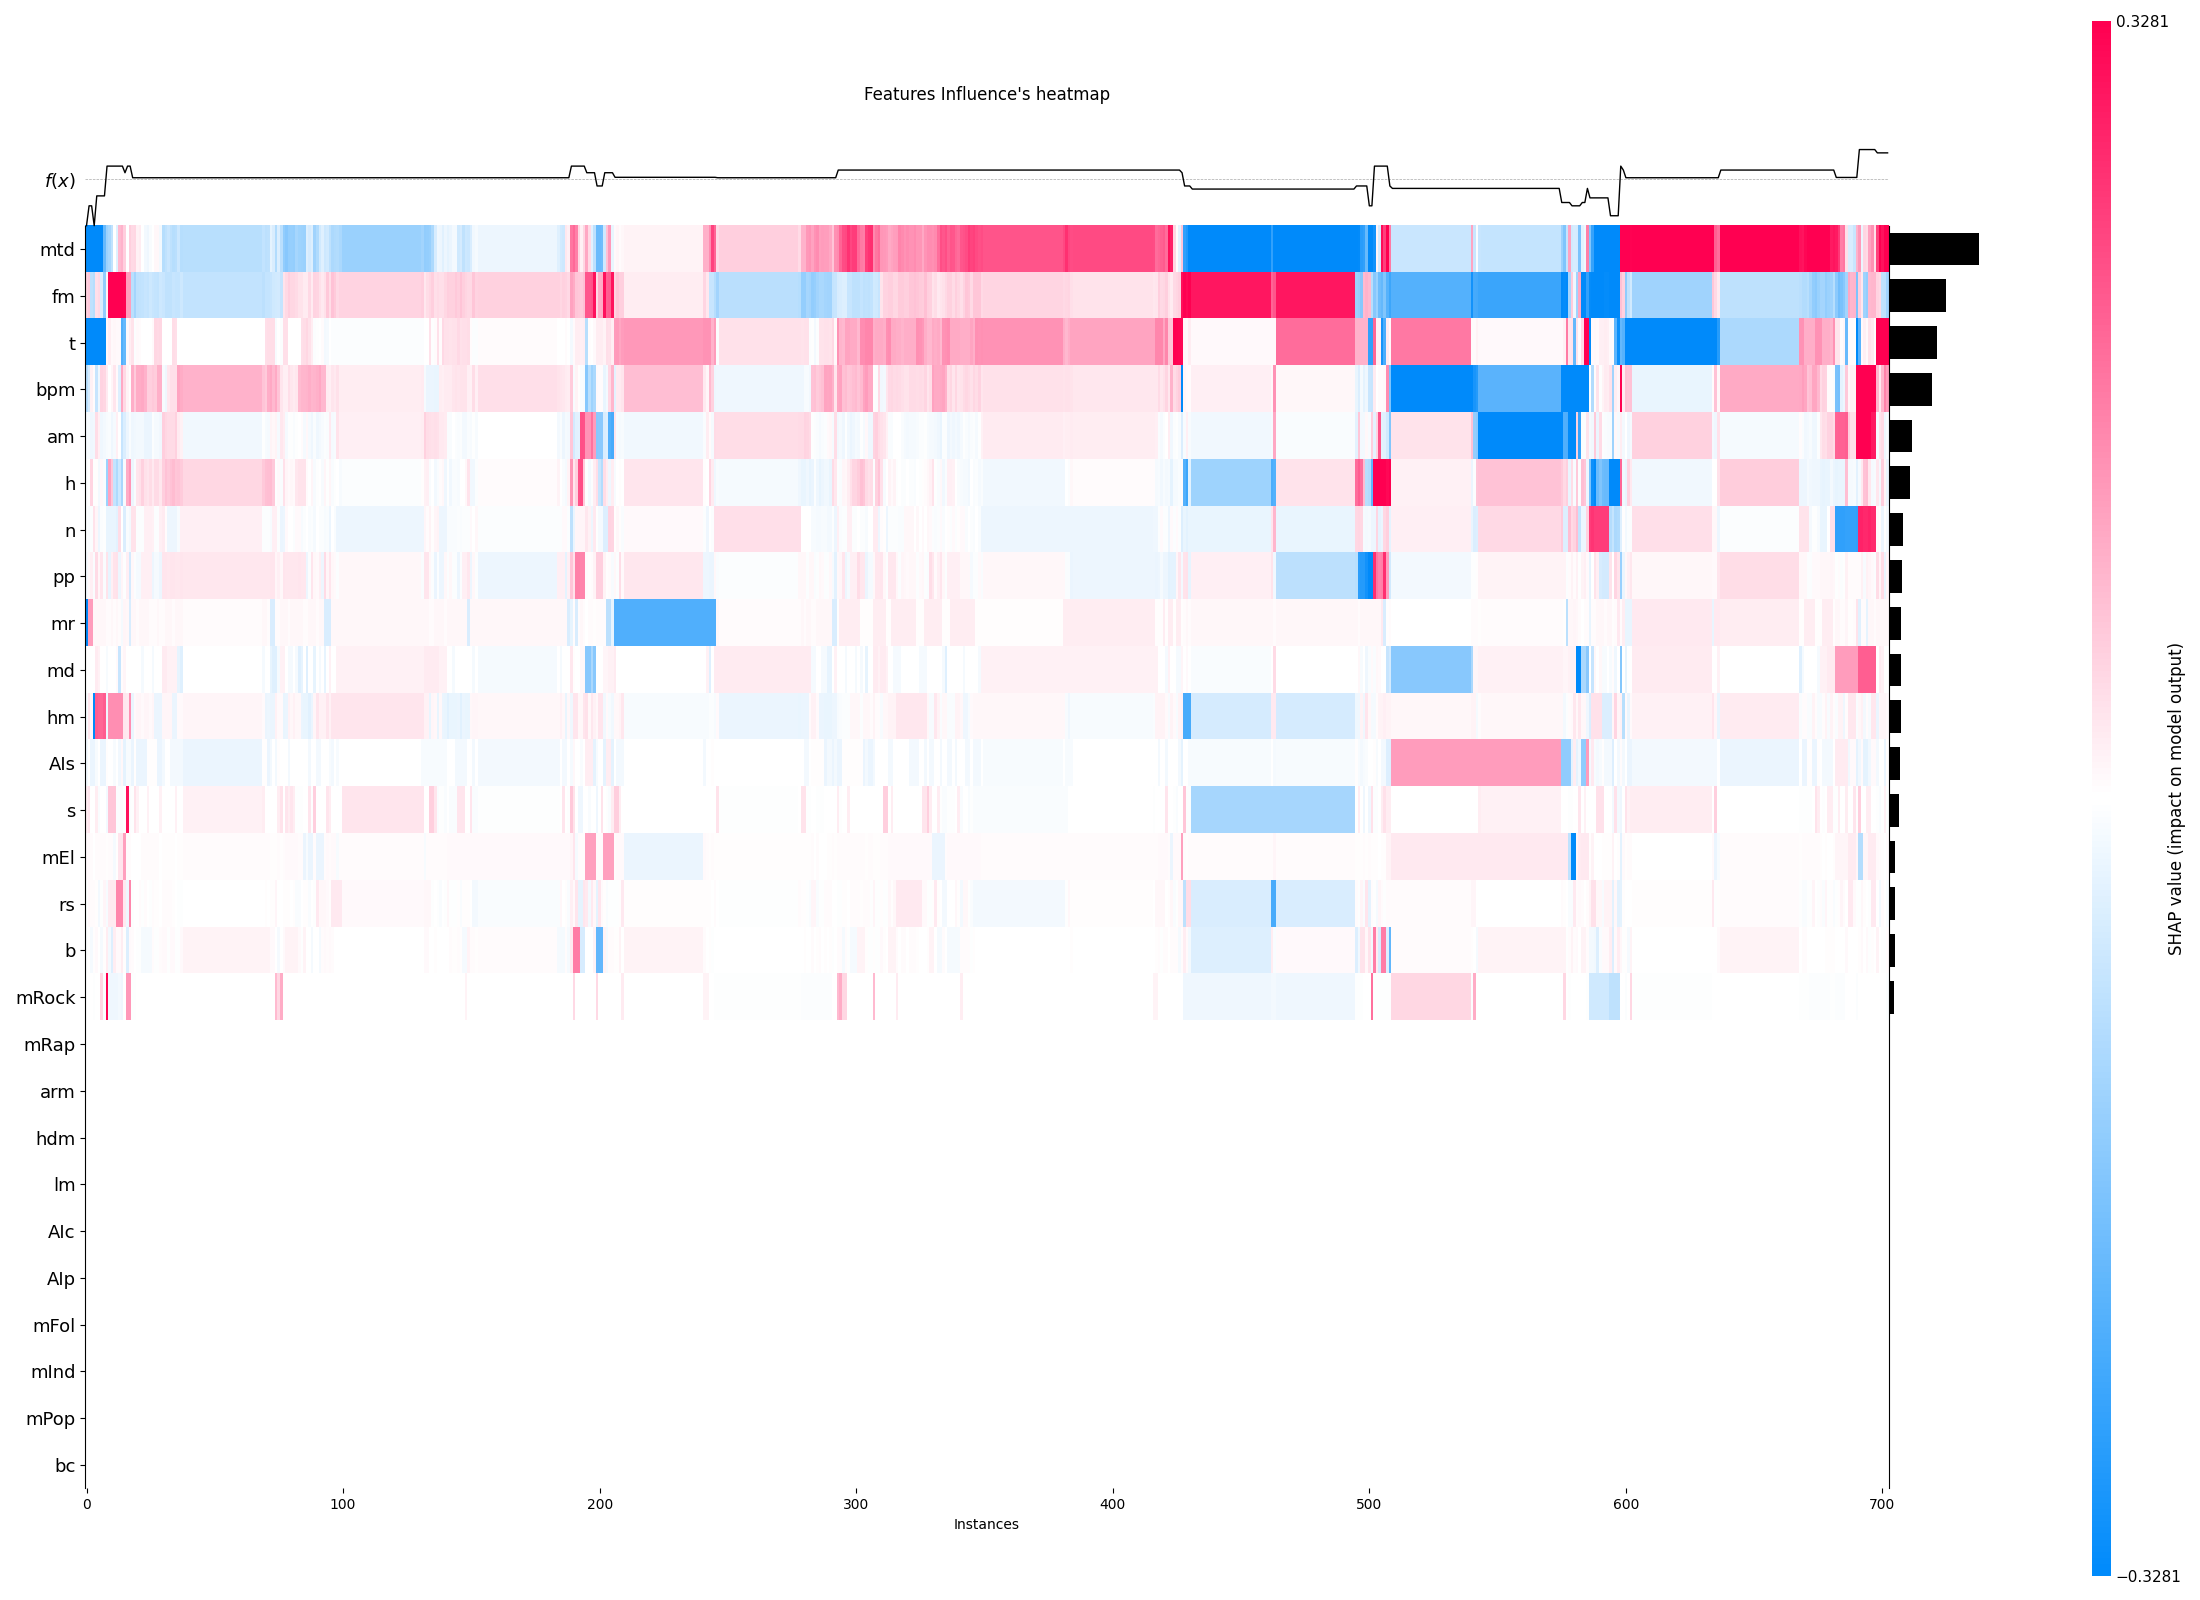 0.3281
Features Influence's heatmap
f(x)
mtd
fm
t
bpm
am
h
n
pp
mr
md
hm
AIs
s
mEl
rs
b
mRock
mRap
arm
hdm
lm
AIc
AIp
mFol
mInd
mPop
bc
0 100 200 300 400 500 600 700
Instances
SHAP value (impact on model output)
−0.3281